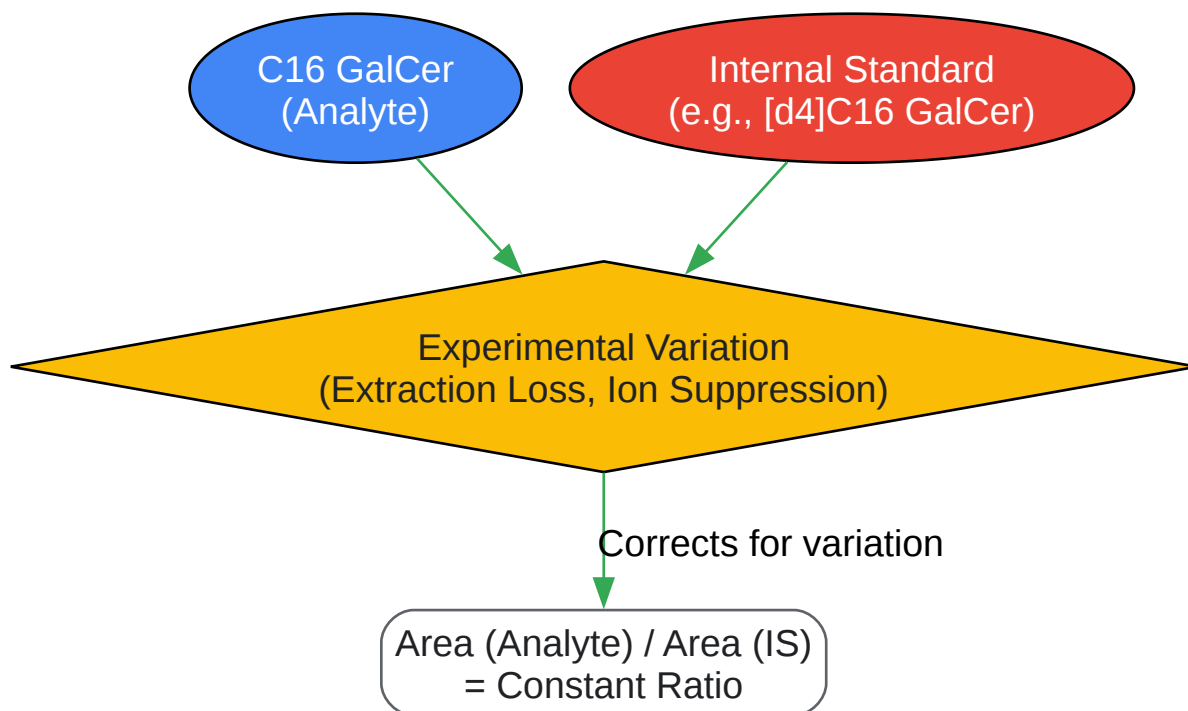 C16 GalCer
(Analyte)
Internal Standard
(e.g., [d4]C16 GalCer)
Experimental Variation
(Extraction Loss, Ion Suppression)
Corrects for variation
Area (Analyte) / Area (IS)
= Constant Ratio